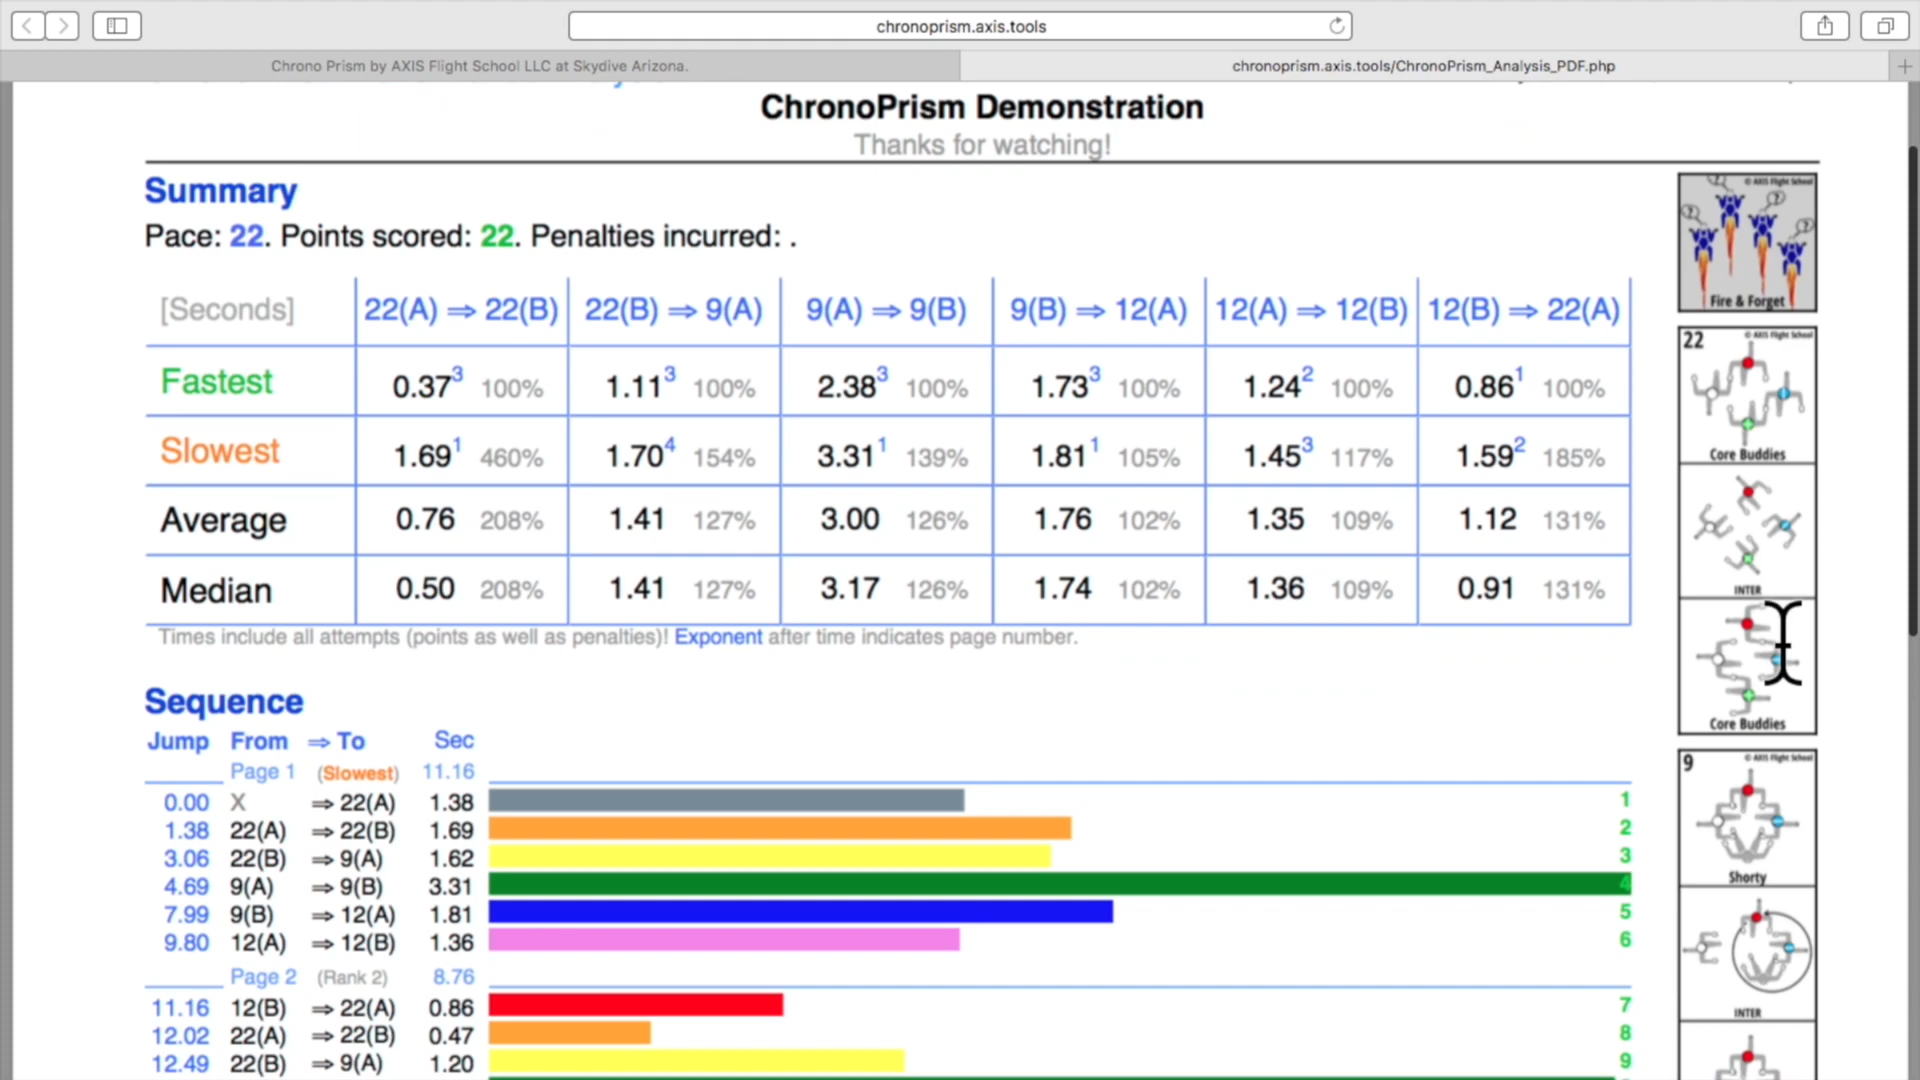 chronoprism.axis.tools
Chrono Prism by AXIS Flight School LLC at Skydive Arizona.
chronoprism.axis.tools/ChronoPrism_Analysis_PDF.php
ChronoPrism Demonstration
Thanks for watching!
Summary
Pace: 22. Points scored: 22. Penalties incurred: .
[Seconds] 22(A) ⇒ 22(B) 22(B) ⇒ 9(A) 9(A) ⇒ 9(B) 9(B) ⇒ 12(A) 12(A) ⇒ 12(B) 12(B) ⇒ 22(A)
Fastest 0.37³ 100% 1.11³ 100% 2.38³ 100% 1.73³ 100% 1.24² 100% 0.86¹ 100%
Slowest 1.69¹ 460% 1.70⁴ 154% 3.31¹ 139% 1.81¹ 105% 1.45³ 117% 1.59² 185%
Average 0.76 208% 1.41 127% 3.00 126% 1.76 102% 1.35 109% 1.12 131%
Median 0.50 208% 1.41 127% 3.17 126% 1.74 102% 1.36 109% 0.91 131%
Times include all attempts (points as well as penalties)! Exponent after time indicates page number.
Sequence
Jump From ⇒ To Sec
Page 1 (Slowest) 11.16
0.00 X ⇒ 22(A) 1.38 1
1.38 22(A) ⇒ 22(B) 1.69 2
3.06 22(B) ⇒ 9(A) 1.62 3
4.69 9(A) ⇒ 9(B) 3.31 4
7.99 9(B) ⇒ 12(A) 1.81 5
9.80 12(A) ⇒ 12(B) 1.36 6
Page 2 (Rank 2) 8.76
11.16 12(B) ⇒ 22(A) 0.86 7
12.02 22(A) ⇒ 22(B) 0.47 8
12.49 22(B) ⇒ 9(A) 1.20 9
© AXIS Flight School
? ? ? ?
Fire & Forget
22 © AXIS Flight School
Core Buddies
INTER
Core Buddies
9 © AXIS Flight School
Shorty
INTER